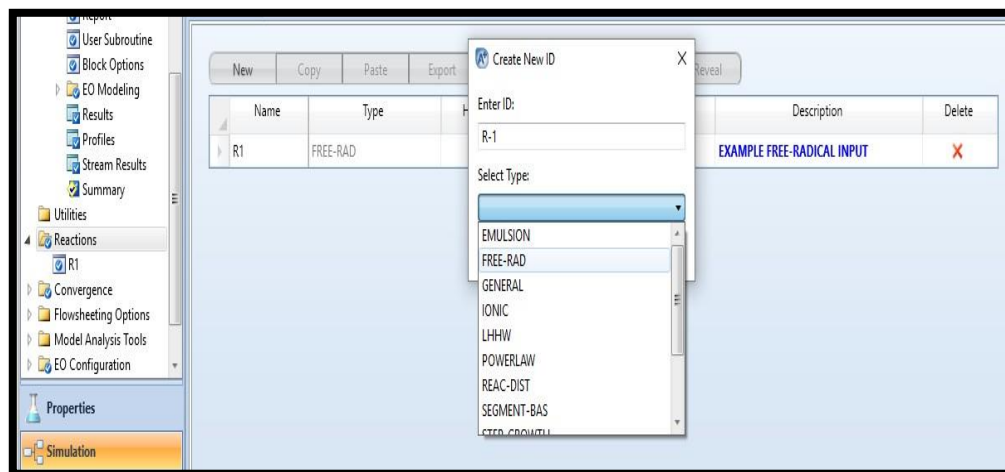 Report
User Subroutine
Block Options
EO Modeling
Results
Profiles
Stream Results
Summary
Utilities
Reactions
R1
Convergence
Flowsheeting Options
Model Analysis Tools
EO Configuration
Properties
Simulation
New Copy Paste Export Reveal
Name Type H Description Delete
R1 FREE-RAD EXAMPLE FREE-RADICAL INPUT
Create New ID X
Enter ID:
R-1
Select Type:
EMULSION
FREE-RAD
GENERAL
IONIC
LHHW
POWERLAW
REAC-DIST
SEGMENT-BAS
STEP-GROWTH